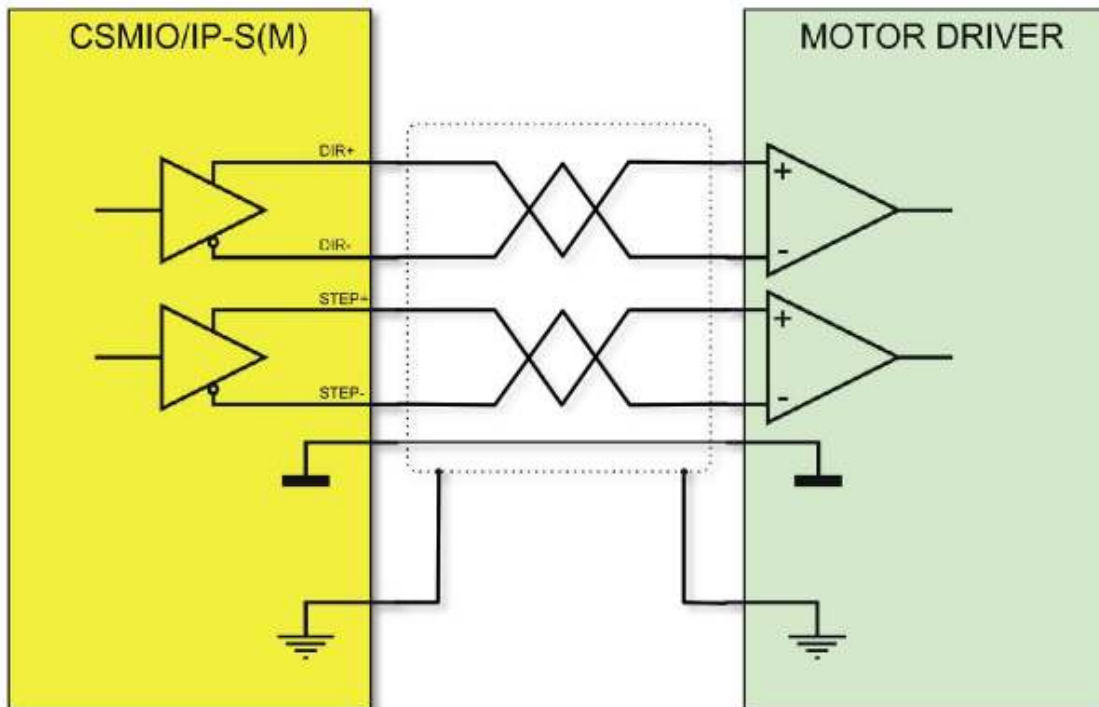 CSMIO/IP-S(M)
MOTOR DRIVER
DIR+
+
DIR-
-
STEP+
+
STEP-
-